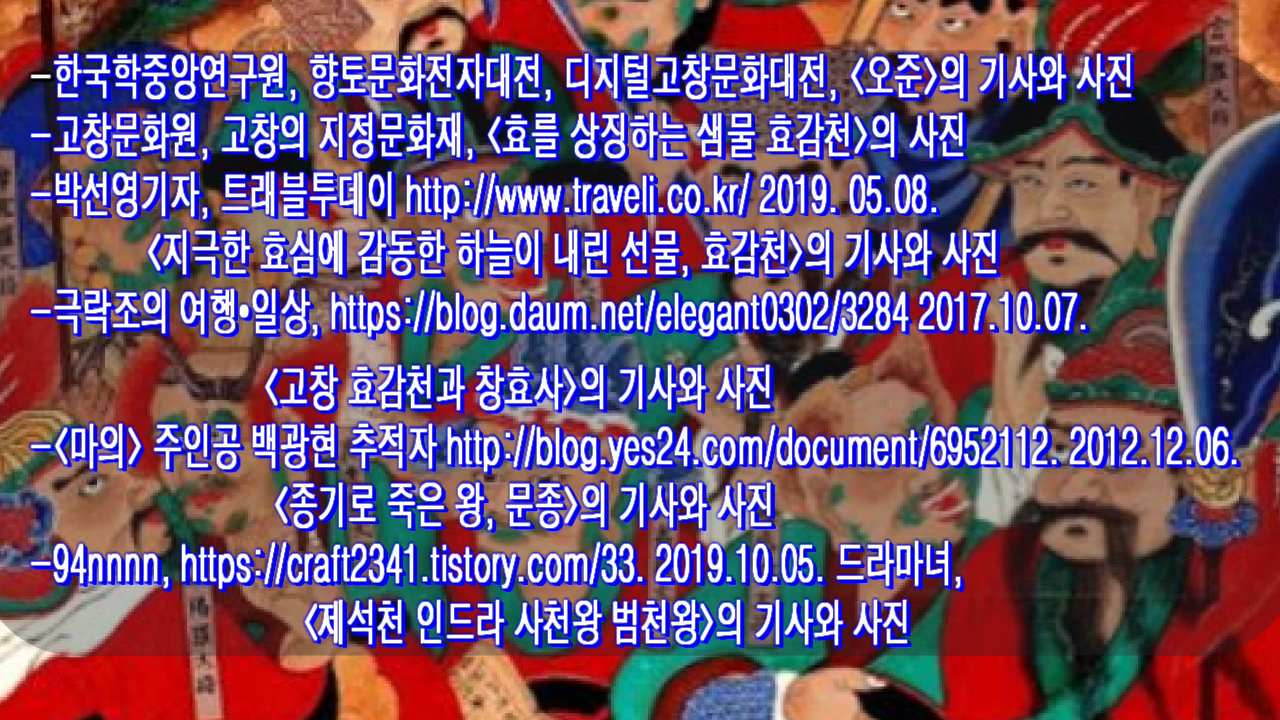 -한국학중앙연구원, 향토문화전자대전, 디지털고창문화대전, <오준>의 기사와 사진
-고창문화원, 고창의 지정문화재, <효를 상징하는 샘물 효감천>의 사진
-박선영기자, 트래블투데이 http://www.traveli.co.kr/ 2019. 05.08.
<지극한 효심에 감동한 하늘이 내린 선물, 효감천>의 기사와 사진
-극락조의 여행•일상, https://blog.daum.net/elegant0302/3284 2017.10.07.
<고창 효감천과 창효사>의 기사와 사진
-<마의> 주인공 백광현 추적자 http://blog.yes24.com/document/6952112. 2012.12.06.
<종기로 죽은 왕, 문종>의 기사와 사진
-94nnnn, https://craft2341.tistory.com/33. 2019.10.05. 드라마녀,
<제석천 인드라 사천왕 범천왕>의 기사와 사진